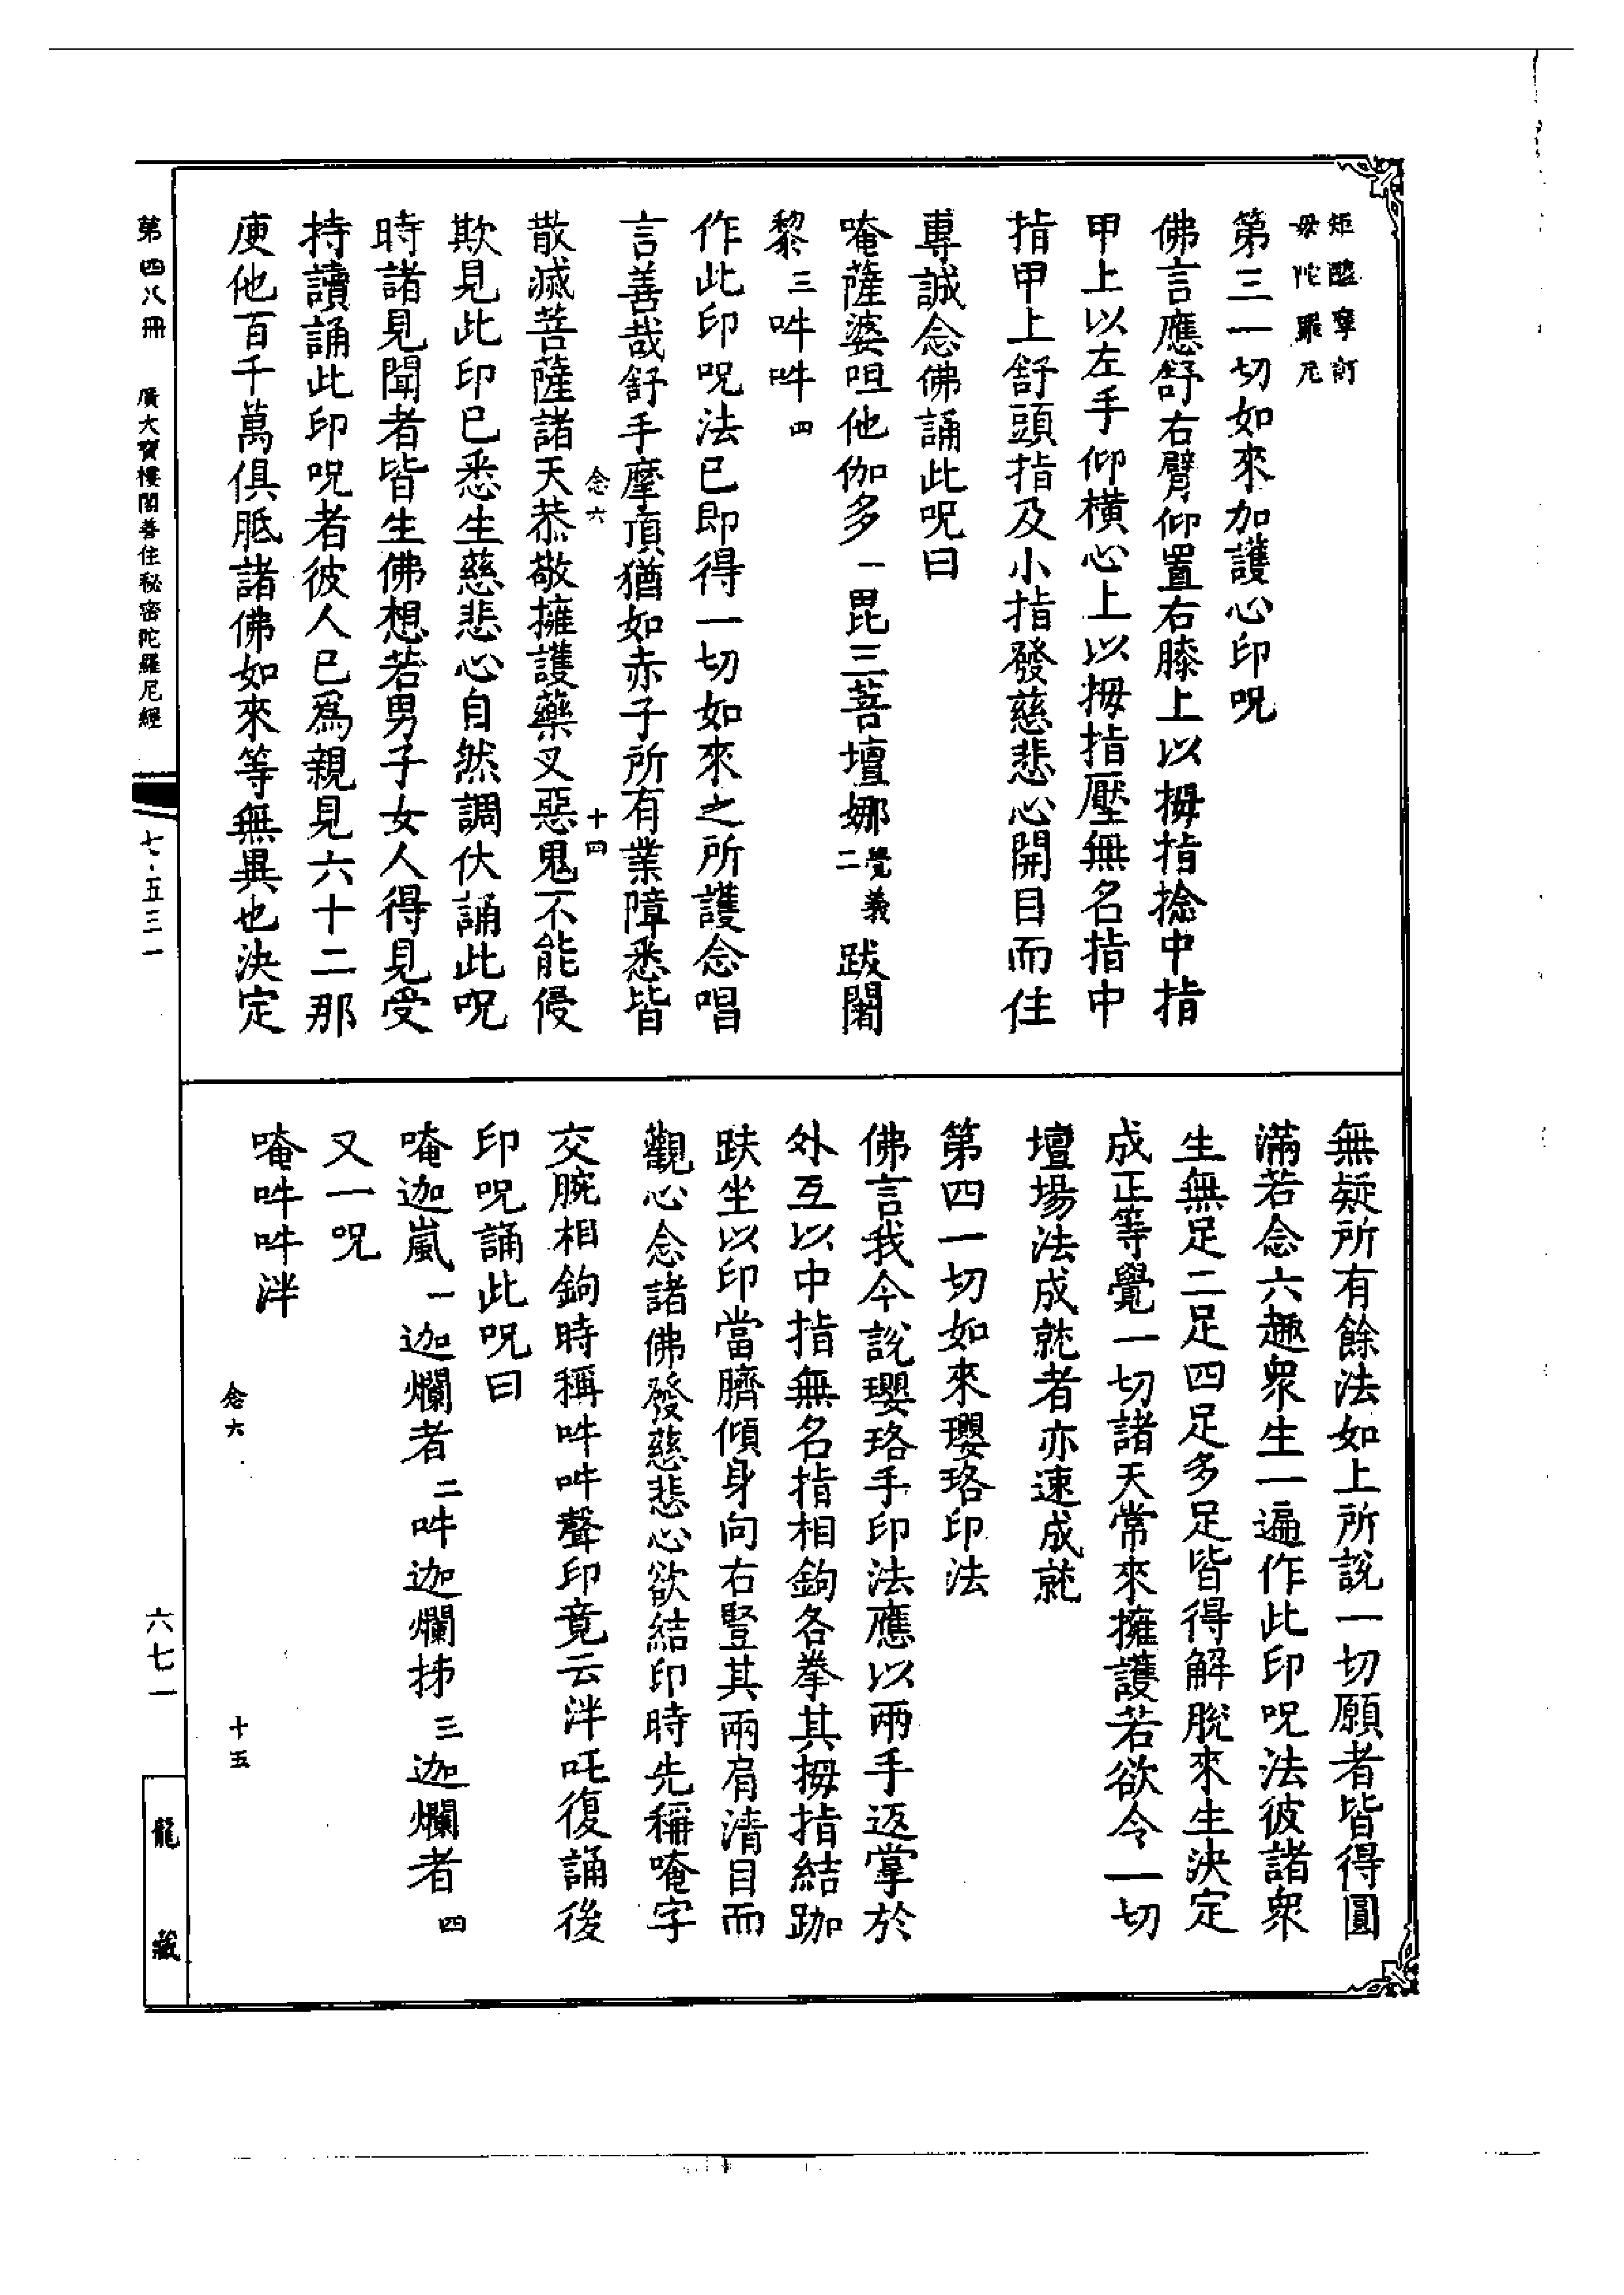 矩𨤲寧訶
毋陀羅尼
第三一切如來加護心印呪
佛言應舒右臂仰置右膝上以拇指捻中指
甲上以左手仰橫心上以拇指壓無名指中
指甲上舒頭指及小指發慈悲心開目而住
專誠念佛誦此呪曰
唵薩婆呾他伽多一毘三菩壇娜覺義二跋闍
黎三吽吽四
作此印呪法已即得一切如來之所護念唱
言善哉舒手摩頂猶如赤子所有業障悉皆
念六 十四
散滅菩薩諸天恭敬擁護藥叉惡鬼不能侵
欺見此印已悉生慈悲心自然調伏誦此呪
時諸見聞者皆生佛想若男子女人得見受
持讀誦此印呪者彼人已爲親見六十二那
庾他百千萬俱胝諸佛如來等無異也決定
無疑所有餘法如上所說一切願者皆得圓
滿若念六趣衆生一遍作此印呪法彼諸衆
生無足二足四足多足皆得解脫來生決定
成正等覺一切諸天常來擁護若欲令一切
壇場法成就者亦速成就
第四一切如來瓔珞印法
佛言我今說瓔珞手印法應以兩手返掌於
外互以中指無名指相鉤各拳其拇指結跏
趺坐以印當臍傾身向右豎其兩肩清目而
觀心念諸佛發慈悲心欲結印時先稱唵字
交腕相鉤時稱吽吽聲印竟云泮吒復誦後
印呪誦此呪曰
唵迦嵐一迦爛者二吽迦爛抪三迦爛者四
又一呪
唵吽吽泮
念六 十五
第四八冊 廣大寶樓閣善住秘密陀羅尼經 七·五三一
六七一
龍藏